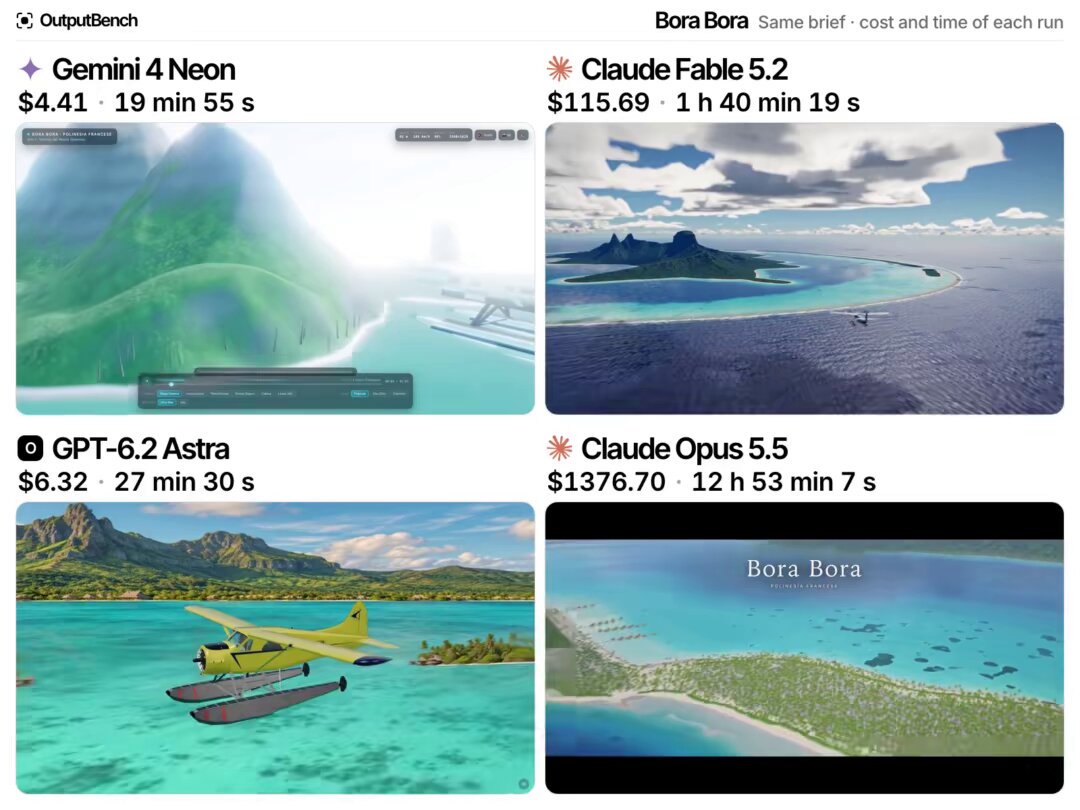 OutputBench
Bora Bora Same brief · cost and time of each run
Gemini 4 Neon
$4.41 · 19 min 55 s
Claude Fable 5.2
$115.69 · 1 h 40 min 19 s
BORA BORA · POLINESIA FRANCESE
GPT-6.2 Astra
$6.32 · 27 min 30 s
Claude Opus 5.5
$1376.70 · 12 h 53 min 7 s
Bora Bora
POLINESIA FRANCESE